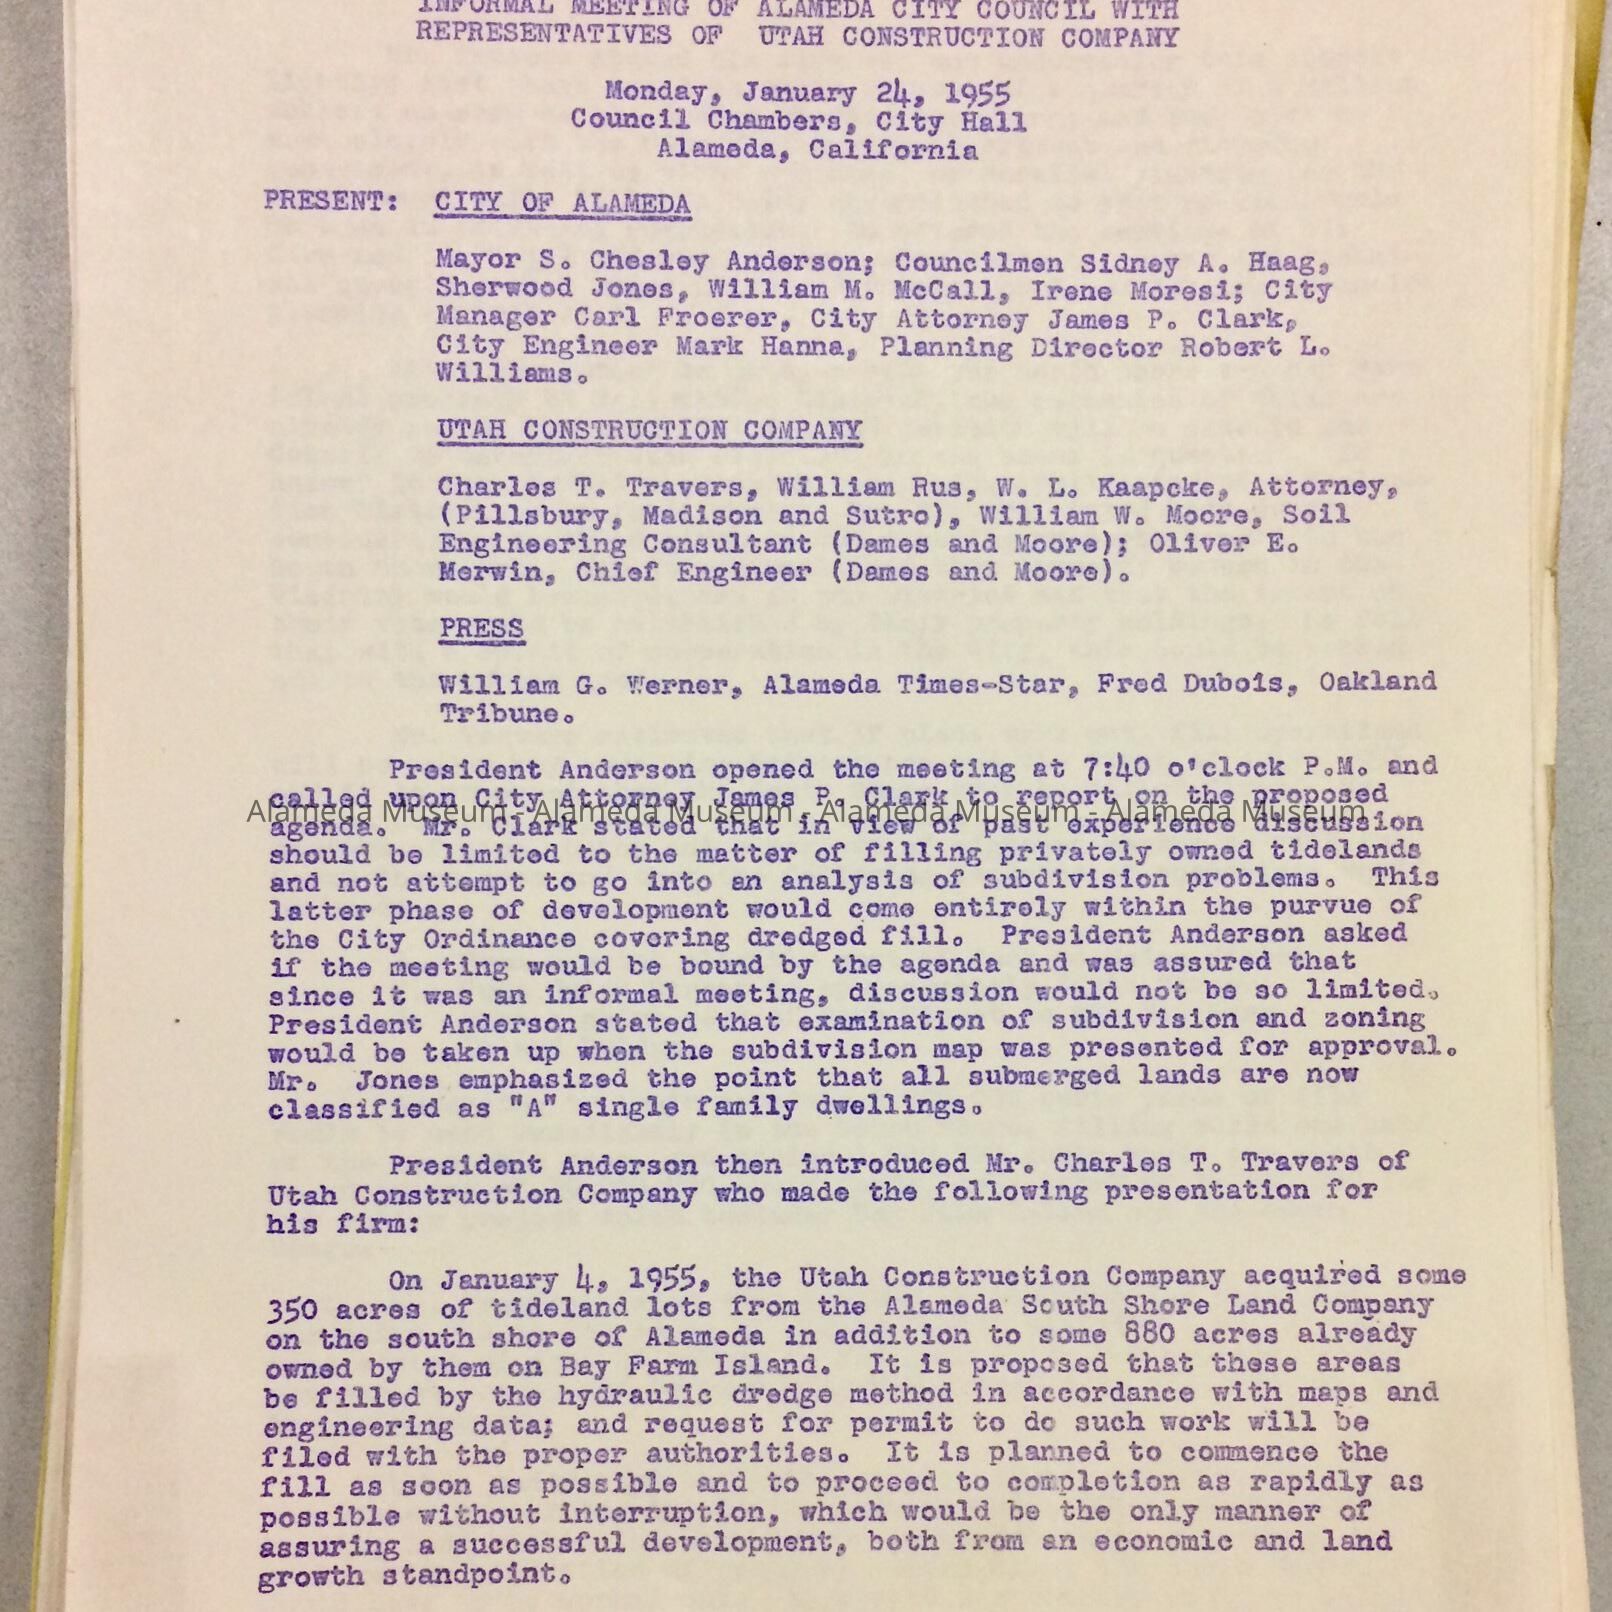 INFORMAL MEETING OF ALAMEDA CITY COUNCIL WITH
REPRESENTATIVES OF UTAH CONSTRUCTION COMPANY
Monday, January 24, 1955
Council Chambers, City Hall
Alameda, California
PRESENT: CITY OF ALAMEDA
Mayor S. Chesley Anderson; Councilmen Sidney A. Haag,
Sherwood Jones, William M. McCall, Irene Moresi; City
Manager Carl Froerer, City Attorney James P. Clark,
City Engineer Mark Hanna, Planning Director Robert L.
Williams.
UTAH CONSTRUCTION COMPANY
Charles T. Travers, William Rus, W. L. Kaapcke, Attorney,
(Pillsbury, Madison and Sutro), William W. Moore, Soil
Engineering Consultant (Dames and Moore); Oliver E.
Merwin, Chief Engineer (Dames and Moore).
PRESS
William G. Werner, Alameda Times-Star, Fred Dubois, Oakland
Tribune.
President Anderson opened the meeting at 7:40 o'clock P.M. and
called upon City Attorney James P. Clark to report on the proposed
Alameda Museum - Alameda Museum - Alameda Museum - Alameda Museum
agenda. Mr. Clark stated that in view of past experience discussion
should be limited to the matter of filling privately owned tidelands
and not attempt to go into an analysis of subdivision problems. This
latter phase of development would come entirely within the purvue of
the City Ordinance covering dredged fill. President Anderson asked
if the meeting would be bound by the agenda and was assured that
since it was an informal meeting, discussion would not be so limited.
President Anderson stated that examination of subdivision and zoning
would be taken up when the subdivision map was presented for approval.
Mr. Jones emphasized the point that all submerged lands are now
classified as "A" single family dwellings.
President Anderson then introduced Mr. Charles T. Travers of
Utah Construction Company who made the following presentation for
his firm:
On January 4, 1955, the Utah Construction Company acquired some
350 acres of tideland lots from the Alameda South Shore Land Company
on the south shore of Alameda in addition to some 880 acres already
owned by them on Bay Farm Island. It is proposed that these areas
be filled by the hydraulic dredge method in accordance with maps and
engineering data; and request for permit to do such work will be
filed with the proper authorities. It is planned to commence the
fill as soon as possible and to proceed to completion as rapidly as
possible without interruption, which would be the only manner of
assuring a successful development, both from an economic and land
growth standpoint.